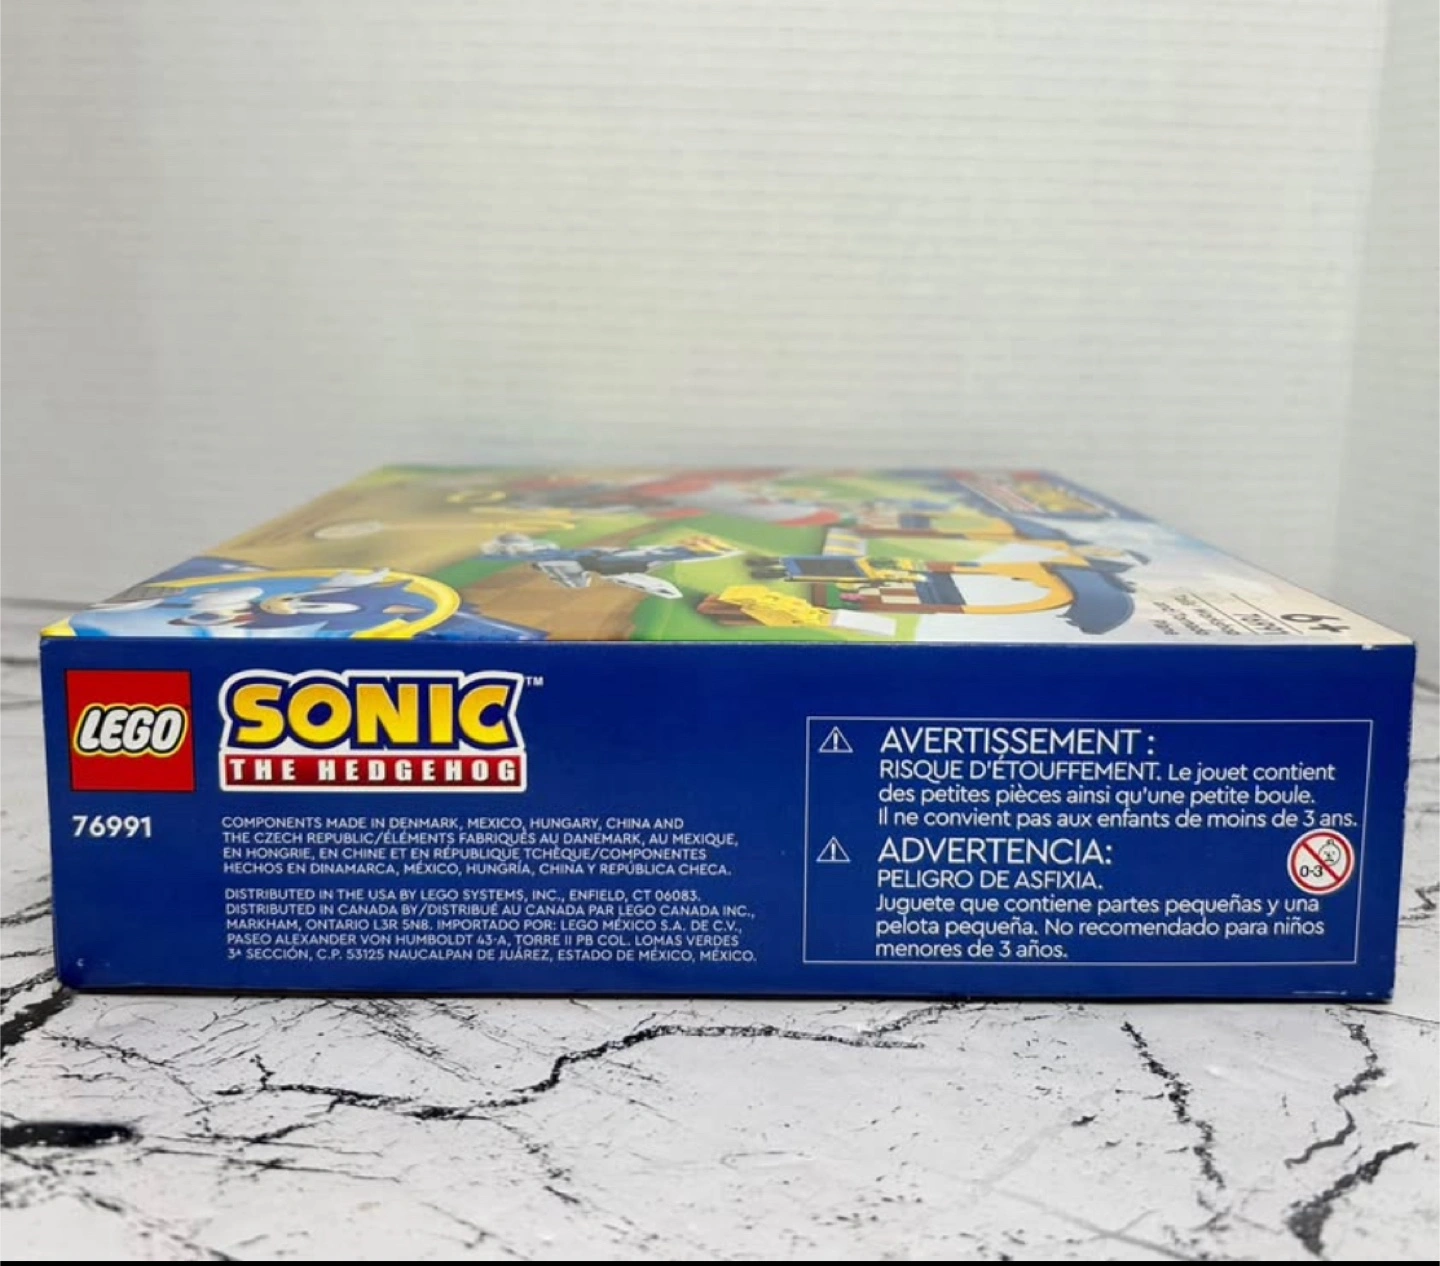 6+
76991
Tails' Workshop
and Tornado
Plane
LEGO
SONIC™
THE HEDGEHOG
76991
COMPONENTS MADE IN DENMARK, MEXICO, HUNGARY, CHINA AND
THE CZECH REPUBLIC/ÉLÉMENTS FABRIQUÉS AU DANEMARK, AU MEXIQUE,
EN HONGRIE, EN CHINE ET EN RÉPUBLIQUE TCHÈQUE/COMPONENTES
HECHOS EN DINAMARCA, MÉXICO, HUNGRÍA, CHINA Y REPÚBLICA CHECA.
DISTRIBUTED IN THE USA BY LEGO SYSTEMS, INC., ENFIELD, CT 06083.
DISTRIBUTED IN CANADA BY/DISTRIBUÉ AU CANADA PAR LEGO CANADA INC.,
MARKHAM, ONTARIO L3R 5N8. IMPORTADO POR: LEGO MÉXICO S.A. DE C.V.,
PASEO ALEXANDER VON HUMBOLDT 43-A, TORRE II PB COL. LOMAS VERDES
3ª SECCIÓN, C.P. 53125 NAUCALPAN DE JUÁREZ, ESTADO DE MÉXICO, MÉXICO.
AVERTISSEMENT :
RISQUE D'ÉTOUFFEMENT. Le jouet contient
des petites pièces ainsi qu'une petite boule.
Il ne convient pas aux enfants de moins de 3 ans.
ADVERTENCIA:
PELIGRO DE ASFIXIA.
Juguete que contiene partes pequeñas y una
pelota pequeña. No recomendado para niños
menores de 3 años.
0-3